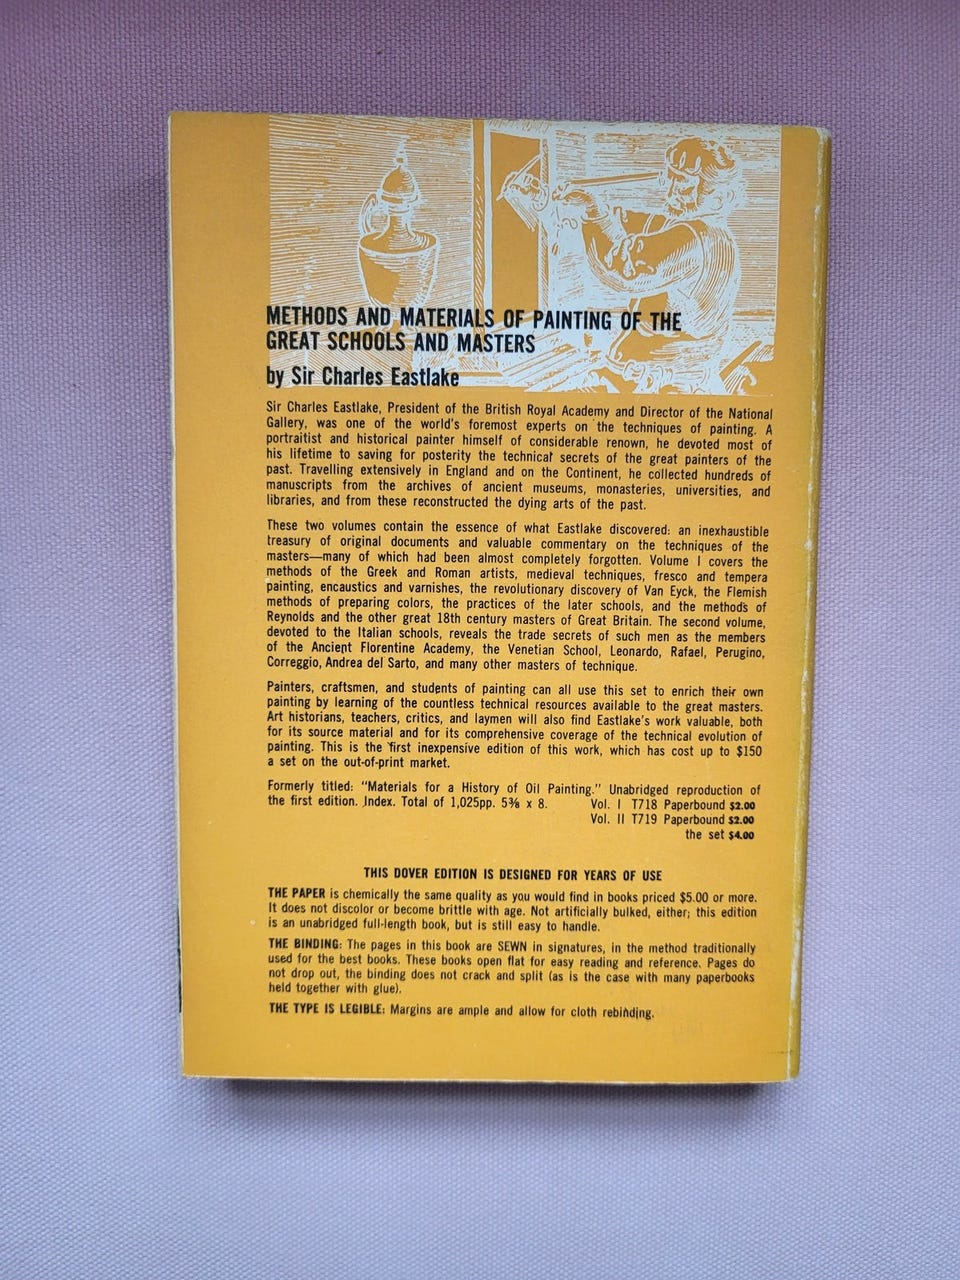 METHODS AND MATERIALS OF PAINTING OF THE
GREAT SCHOOLS AND MASTERS
by Sir Charles Eastlake
Sir Charles Eastlake, President of the British Royal Academy and Director of the National
Gallery, was one of the world's foremost experts on the techniques of painting. A
portraitist and historical painter himself of considerable renown, he devoted most of
his lifetime to saving for posterity the technical secrets of the great painters of the
past. Travelling extensively in England and on the Continent, he collected hundreds of
manuscripts from the archives of ancient museums, monasteries, universities, and
libraries, and from these reconstructed the dying arts of the past.
These two volumes contain the essence of what Eastlake discovered: an inexhaustible
treasury of original documents and valuable commentary on the techniques of the
masters—many of which had been almost completely forgotten. Volume I covers the
methods of the Greek and Roman artists, medieval techniques, fresco and tempera
painting, encaustics and varnishes, the revolutionary discovery of Van Eyck, the Flemish
methods of preparing colors, the practices of the later schools, and the methods of
Reynolds and the other great 18th century masters of Great Britain. The second volume,
devoted to the Italian schools, reveals the trade secrets of such men as the members
of the Ancient Florentine Academy, the Venetian School, Leonardo, Rafael, Perugino,
Correggio, Andrea del Sarto, and many other masters of technique.
Painters, craftsmen, and students of painting can all use this set to enrich their own
painting by learning of the countless technical resources available to the great masters.
Art historians, teachers, critics, and laymen will also find Eastlake's work valuable, both
for its source material and for its comprehensive coverage of the technical evolution of
painting. This is the first inexpensive edition of this work, which has cost up to $150
a set on the out-of-print market.
Formerly titled: "Materials for a History of Oil Painting." Unabridged reproduction of
the first edition. Index. Total of 1,025pp. 5⅜ x 8. Vol. I T718 Paperbound $2.00
Vol. II T719 Paperbound $2.00
the set $4.00
THIS DOVER EDITION IS DESIGNED FOR YEARS OF USE
THE PAPER is chemically the same quality as you would find in books priced $5.00 or more.
It does not discolor or become brittle with age. Not artificially bulked, either; this edition
is an unabridged full-length book, but is still easy to handle.
THE BINDING: The pages in this book are SEWN in signatures, in the method traditionally
used for the best books. These books open flat for easy reading and reference. Pages do
not drop out, the binding does not crack and split (as is the case with many paperbooks
held together with glue).
THE TYPE IS LEGIBLE: Margins are ample and allow for cloth rebinding.